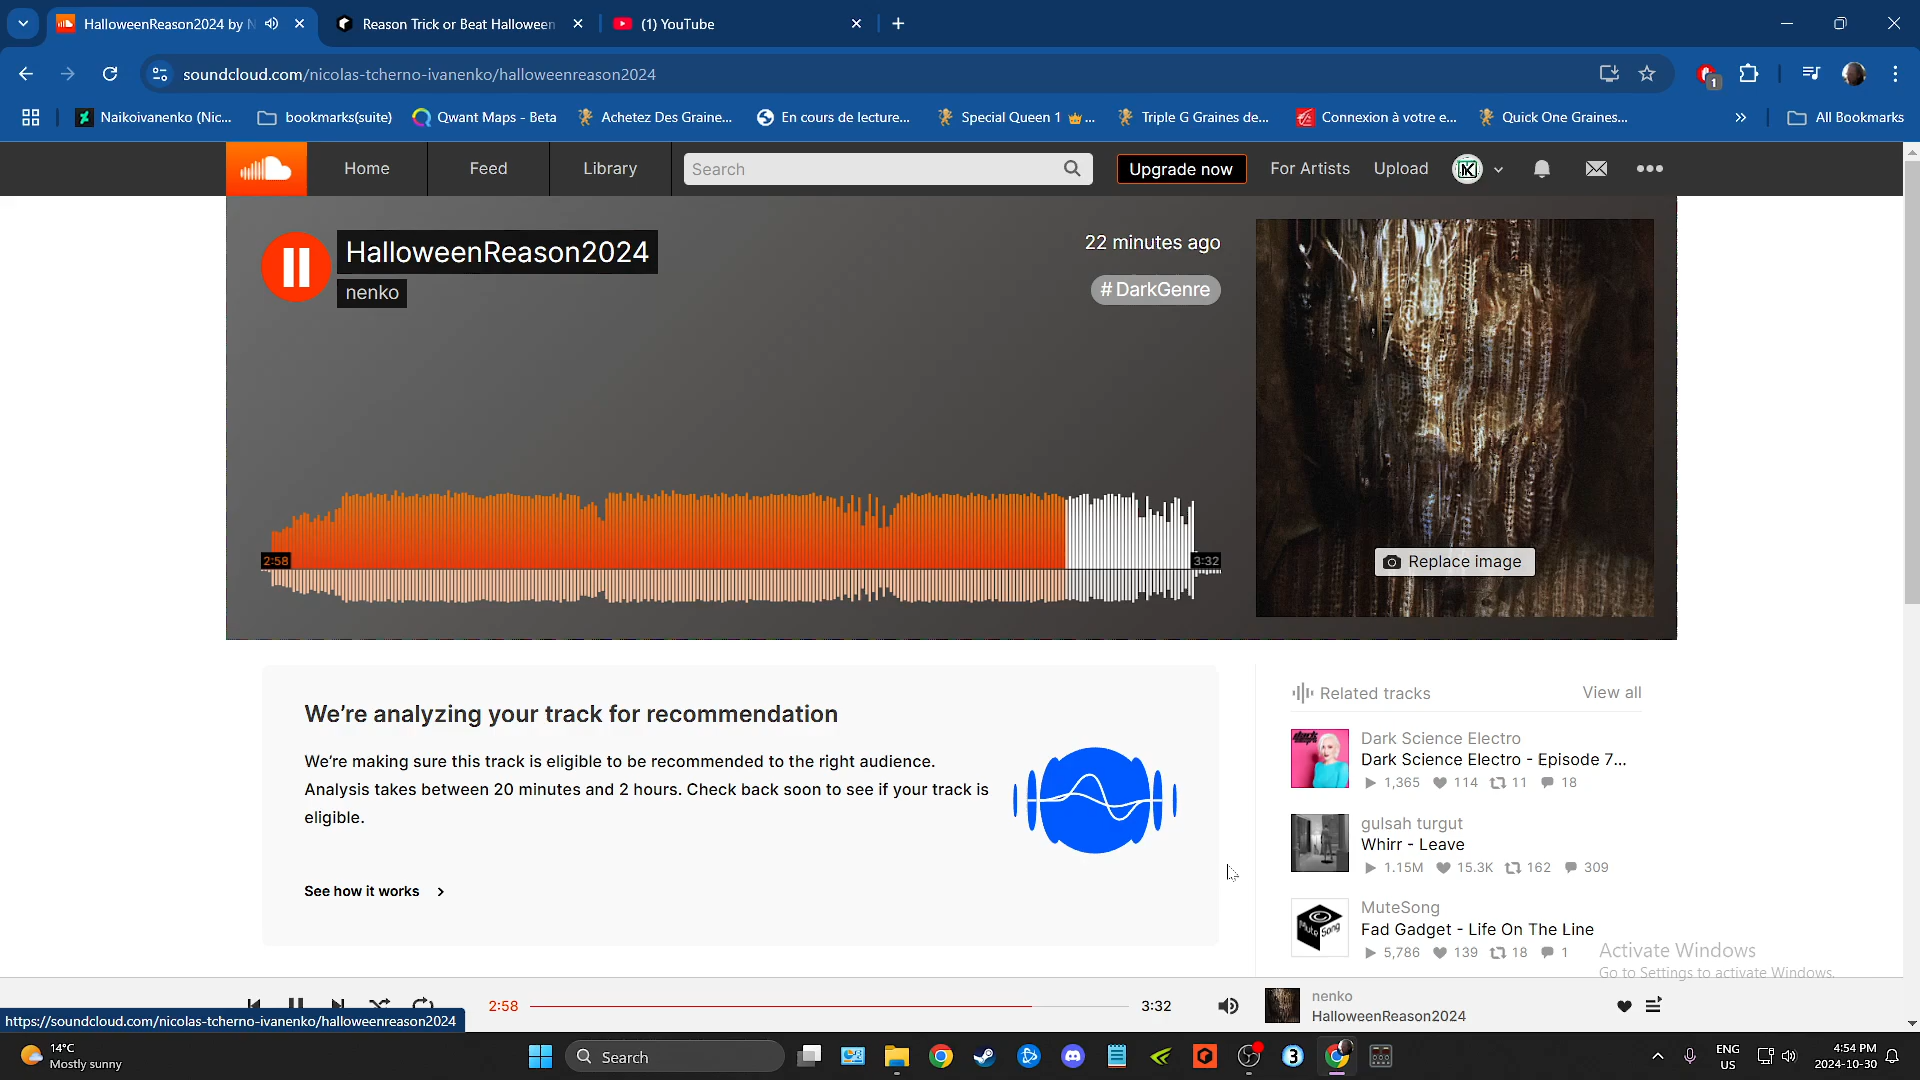 HalloweenReason2024 by N
Reason Trick or Beat Halloween
(1) YouTube
soundcloud.com/nicolas-tcherno-ivanenko/halloweenreason2024
1
Naikoivanenko (Nic...
bookmarks(suite)
Qwant Maps - Beta
Achetez Des Graine...
En cours de lecture...
Special Queen 1 ...
Triple G Graines de...
Connexion à votre e...
Quick One Graines...
»
All Bookmarks
Home
Feed
Library
Search
Upgrade now
For Artists
Upload
HalloweenReason2024
nenko
22 minutes ago
# DarkGenre
2:58
3:32
Replace image
We're analyzing your track for recommendation
We're making sure this track is eligible to be recommended to the right audience.
Analysis takes between 20 minutes and 2 hours. Check back soon to see if your track is
eligible.
See how it works
Related tracks
View all
Dark Science Electro
Dark Science Electro - Episode 7...
1,365 114 11 18
gulsah turgut
Whirr - Leave
1.15M 15.3K 162 309
MuteSong
Fad Gadget - Life On The Line
5,786 139 18 1
Activate Windows
Go to Settings to activate Windows.
2:58
3:32
nenko
HalloweenReason2024
https://soundcloud.com/nicolas-tcherno-ivanenko/halloweenreason2024
14°C
Mostly sunny
Search
ENG
US
4:54 PM
2024-10-30